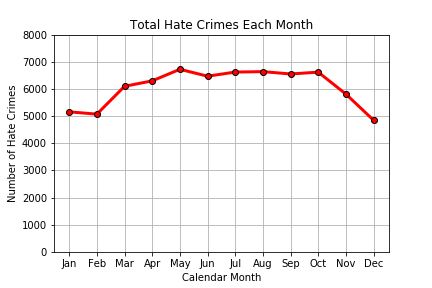 Total Hate Crimes Each Month
8000
7000
6000
5000
4000
3000
2000
1000
0
Number of Hate Crimes
Jan Feb Mar Apr May Jun Jul Aug Sep Oct Nov Dec
Calendar Month